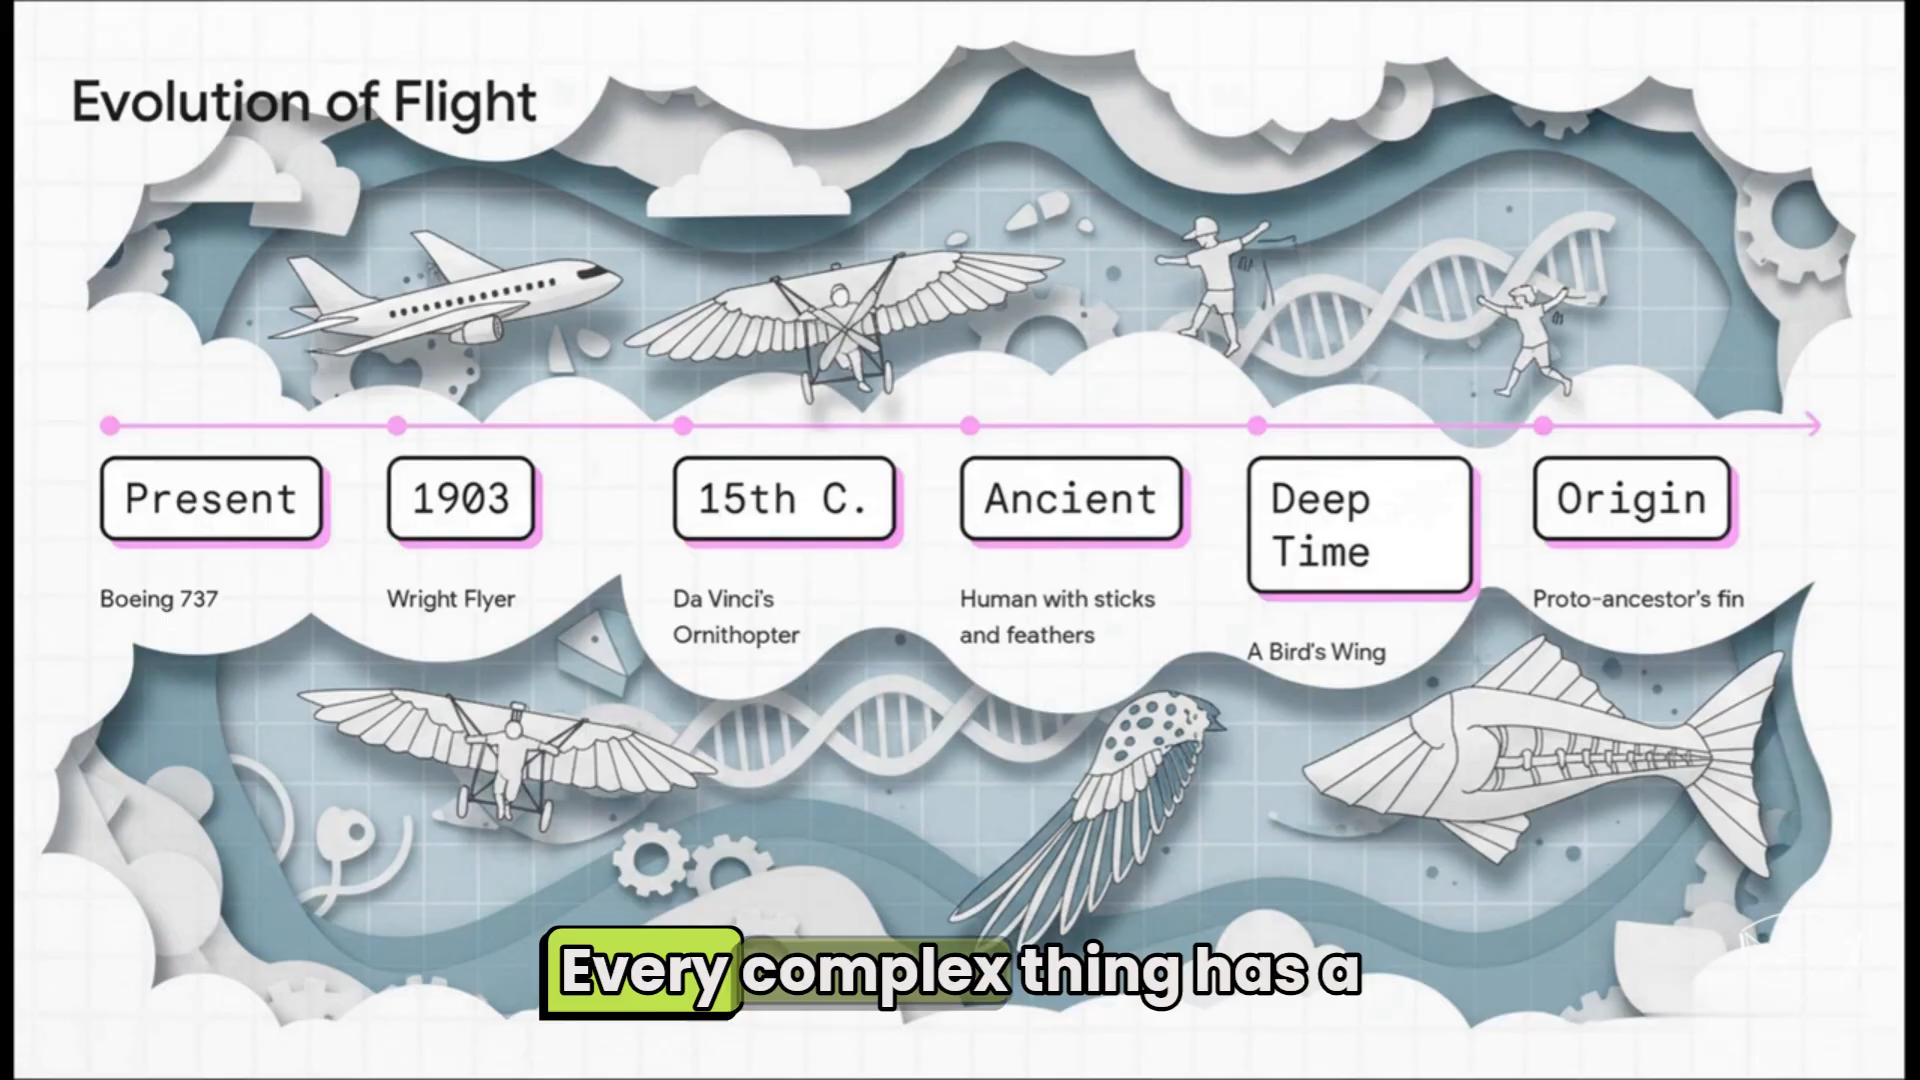 Evolution of Flight
Present
Boeing 737
1903
Wright Flyer
15th C.
Da Vinci's
Ornithopter
Ancient
Human with sticks
and feathers
Deep
Time
A Bird's Wing
Origin
Proto-ancestor's fin
Every complex thing has a